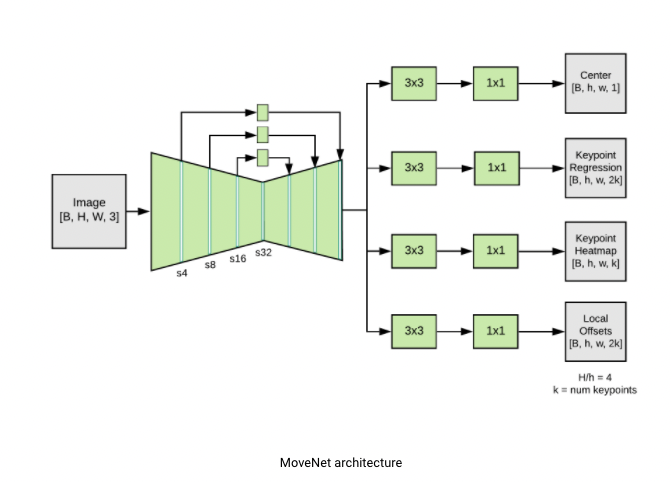 Image
[B, H, W, 3]
s4
s8
s16
s32
3x3
1x1
Center
[B, h, w, 1]
3x3
1x1
Keypoint
Regression
[B, h, w, 2k]
3x3
1x1
Keypoint
Heatmap
[B, h, w, k]
3x3
1x1
Local
Offsets
[B, h, w, 2k]
H/h = 4
k = num keypoints
MoveNet architecture